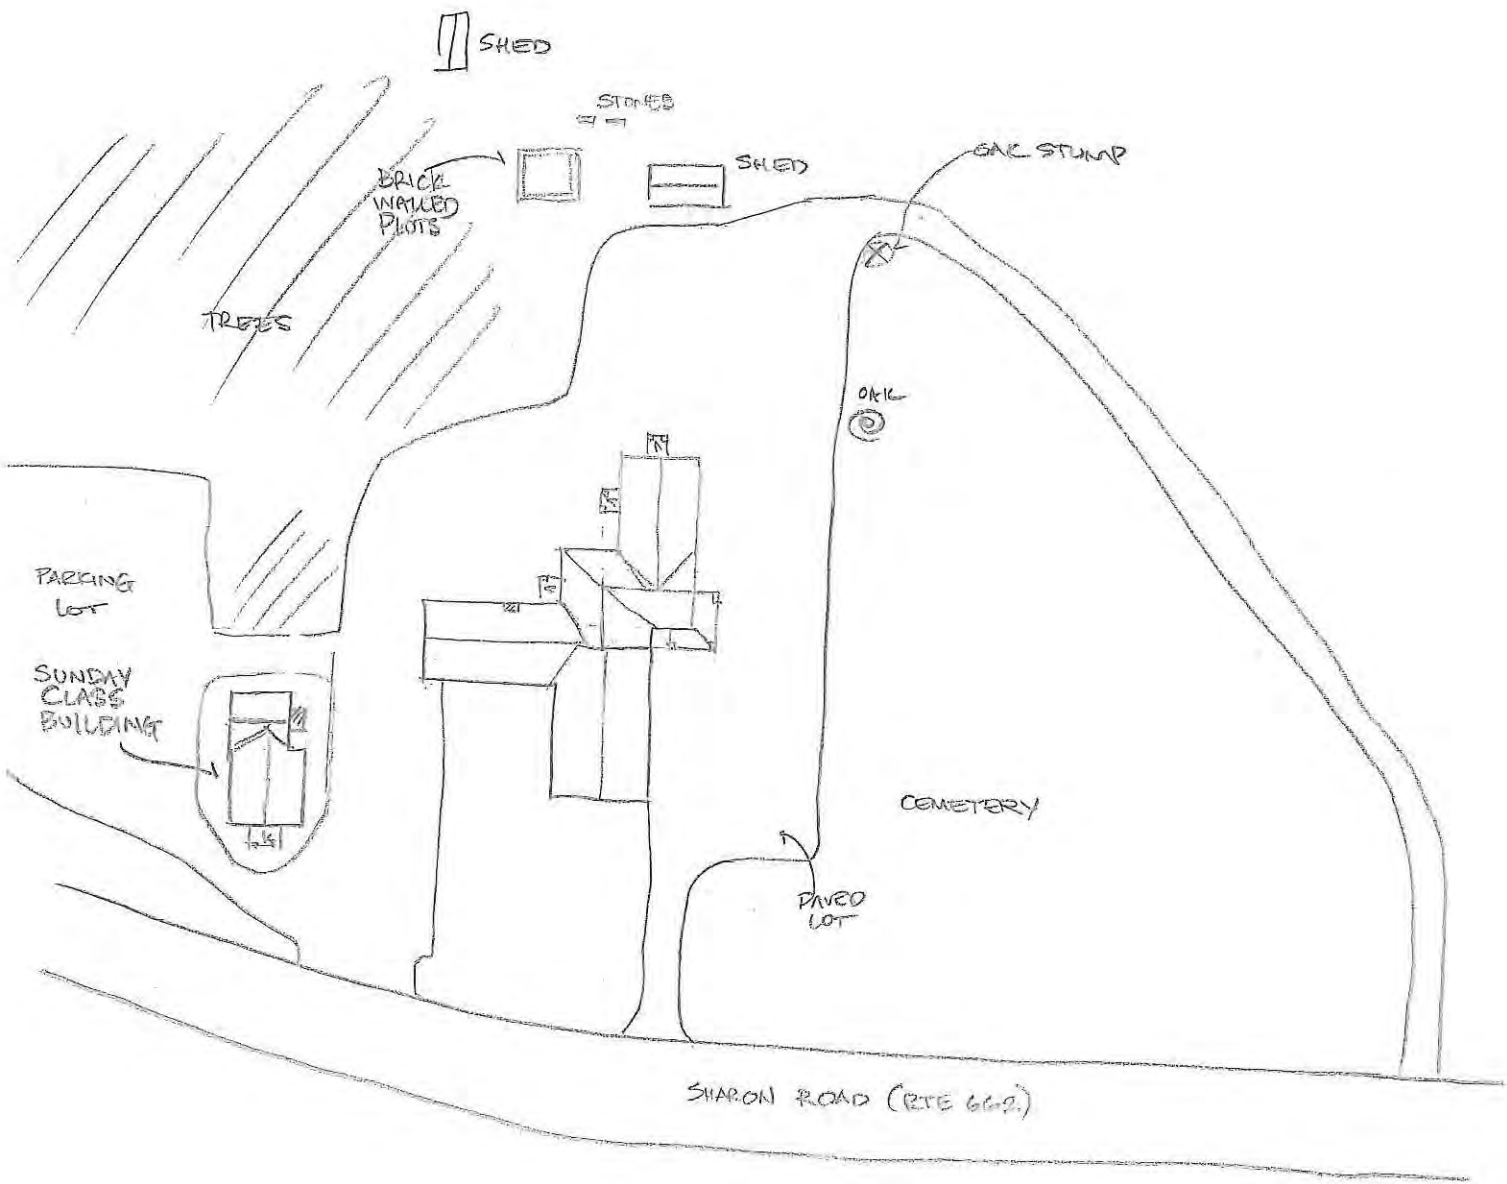 SHED
STONES
OAK STUMP
SHED
BRICK
WALLED
PLOTS
TREES
OAK
PARKING
LOT
SUNDAY
CLASS
BUILDING
CEMETERY
PAVED
LOT
SHARON ROAD (RTE 662)